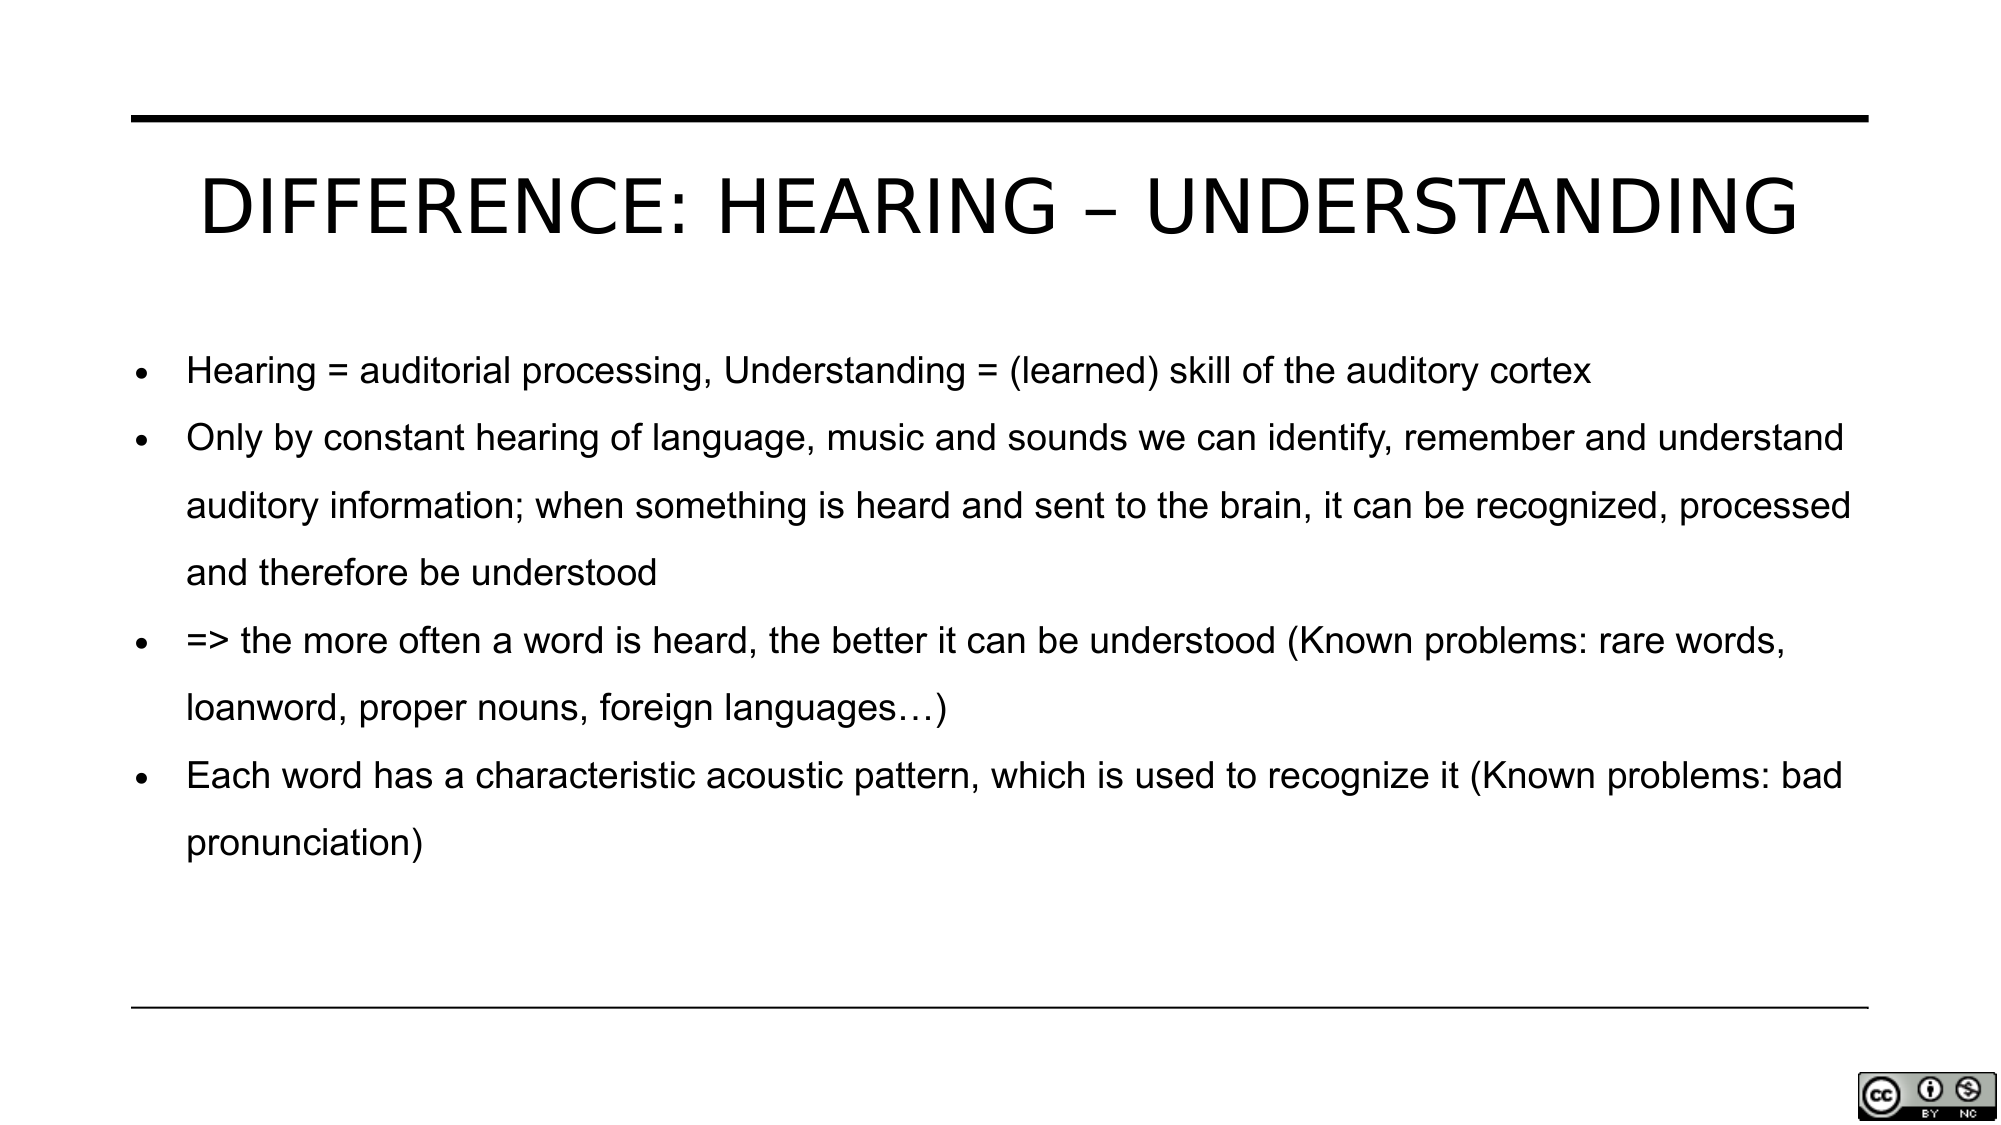 DIFFERENCE: HEARING – UNDERSTANDING
• Hearing = auditorial processing, Understanding = (learned) skill of the auditory cortex
• Only by constant hearing of language, music and sounds we can identify, remember and understand
auditory information; when something is heard and sent to the brain, it can be recognized, processed
and therefore be understood
• => the more often a word is heard, the better it can be understood (Known problems: rare words,
loanword, proper nouns, foreign languages…)
• Each word has a characteristic acoustic pattern, which is used to recognize it (Known problems: bad
pronunciation)
cc
BY NC